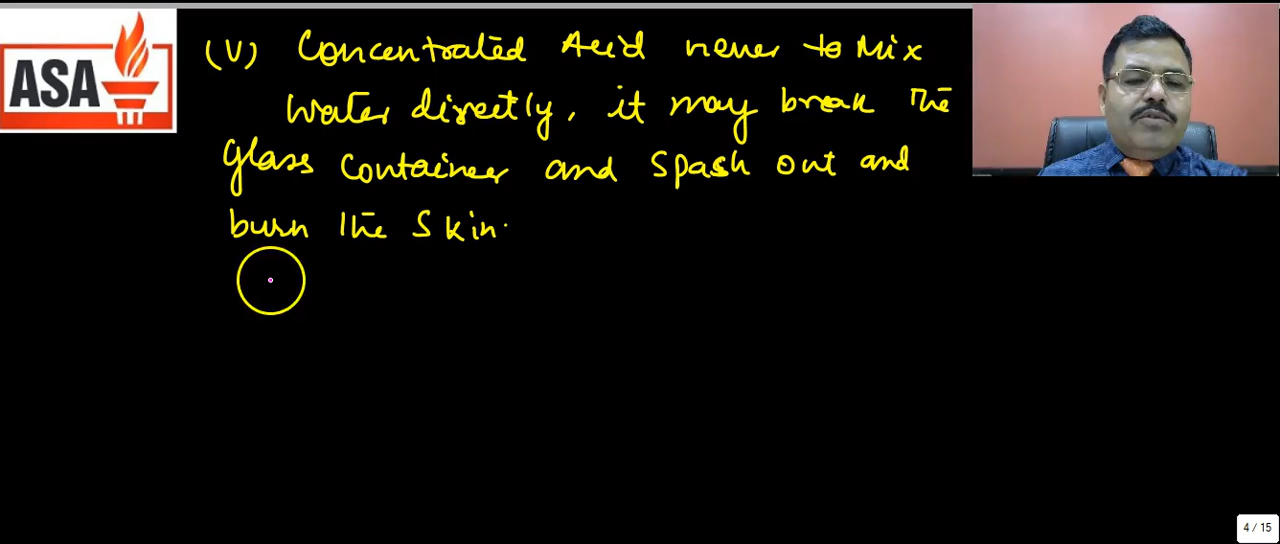 ASA
(V) Concentrated Acid never to Mix
Water directly, it may break the
glass container and spash out and
burn the Skin.
4 / 15